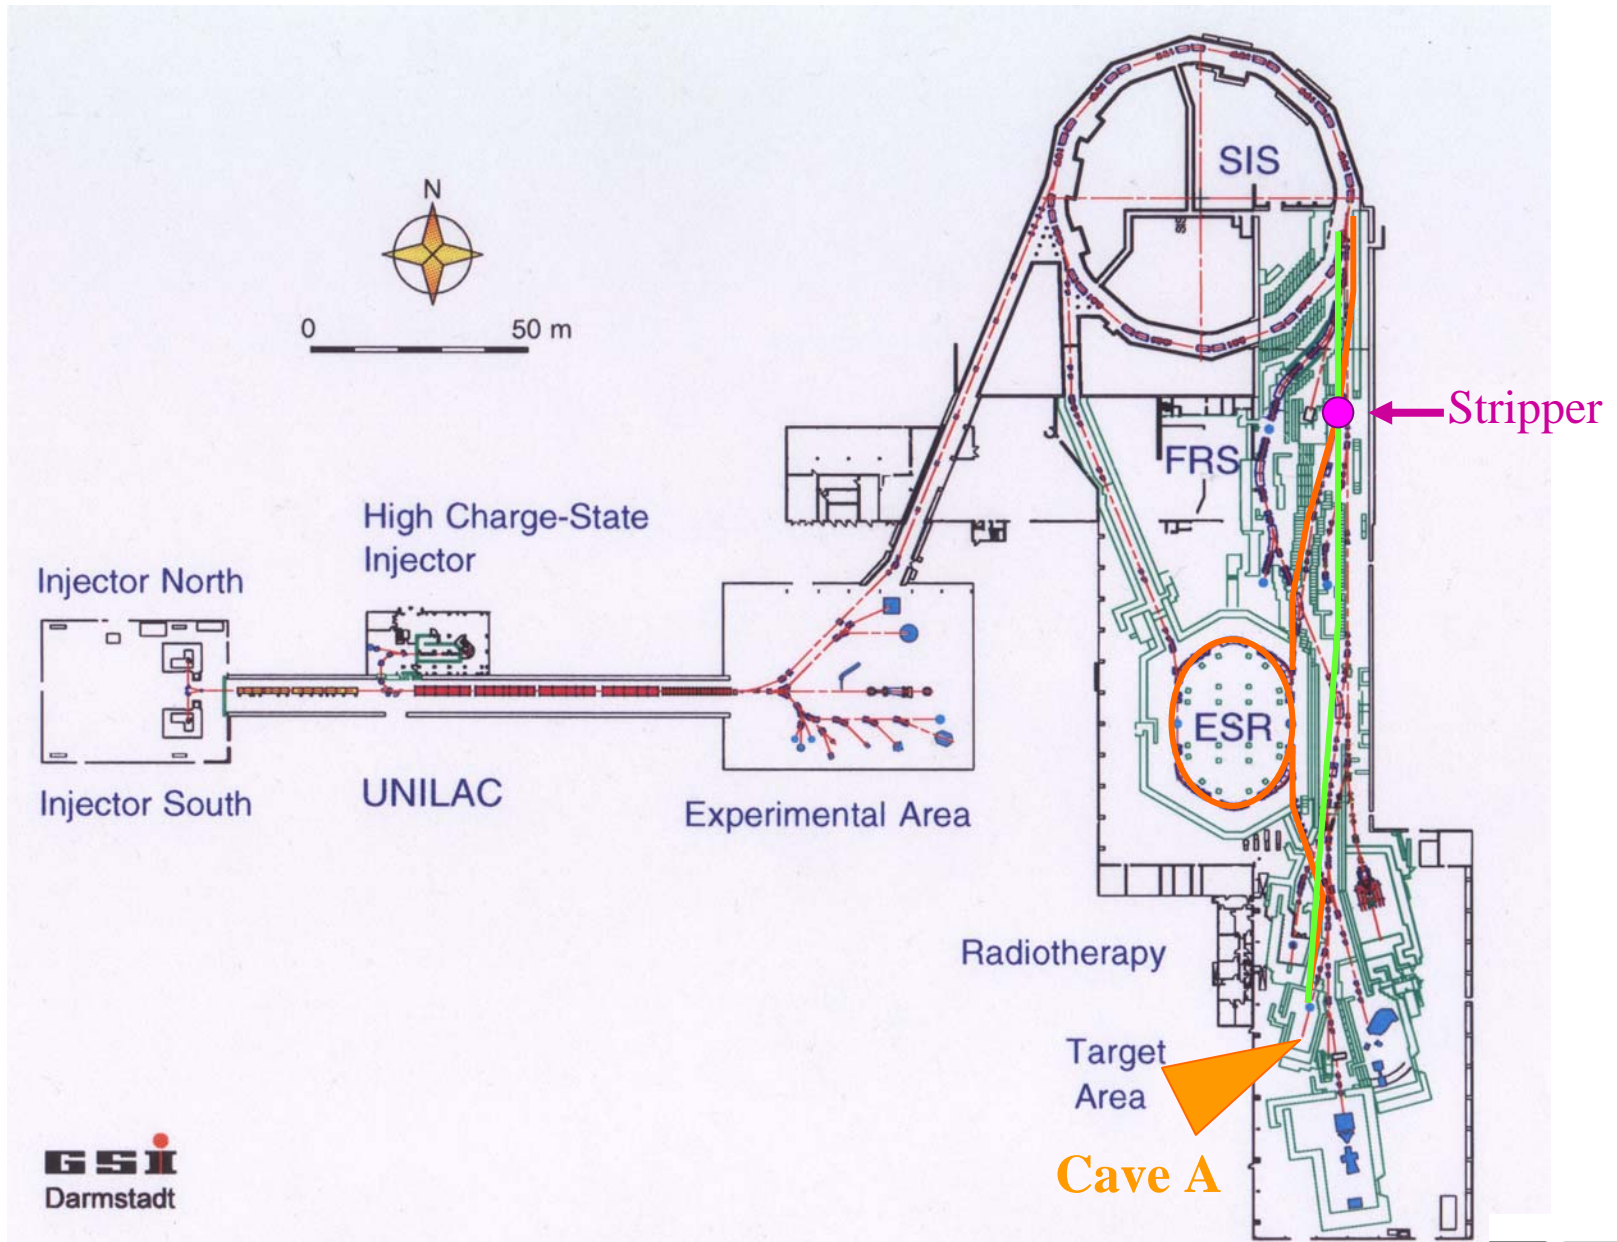 SIS
N
0 50 m
Stripper
FRS
High Charge-State
Injector
Injector North
ESR
UNILAC
Injector South
Experimental Area
Radiotherapy
Target
Area
Cave A
GSI
Darmstadt